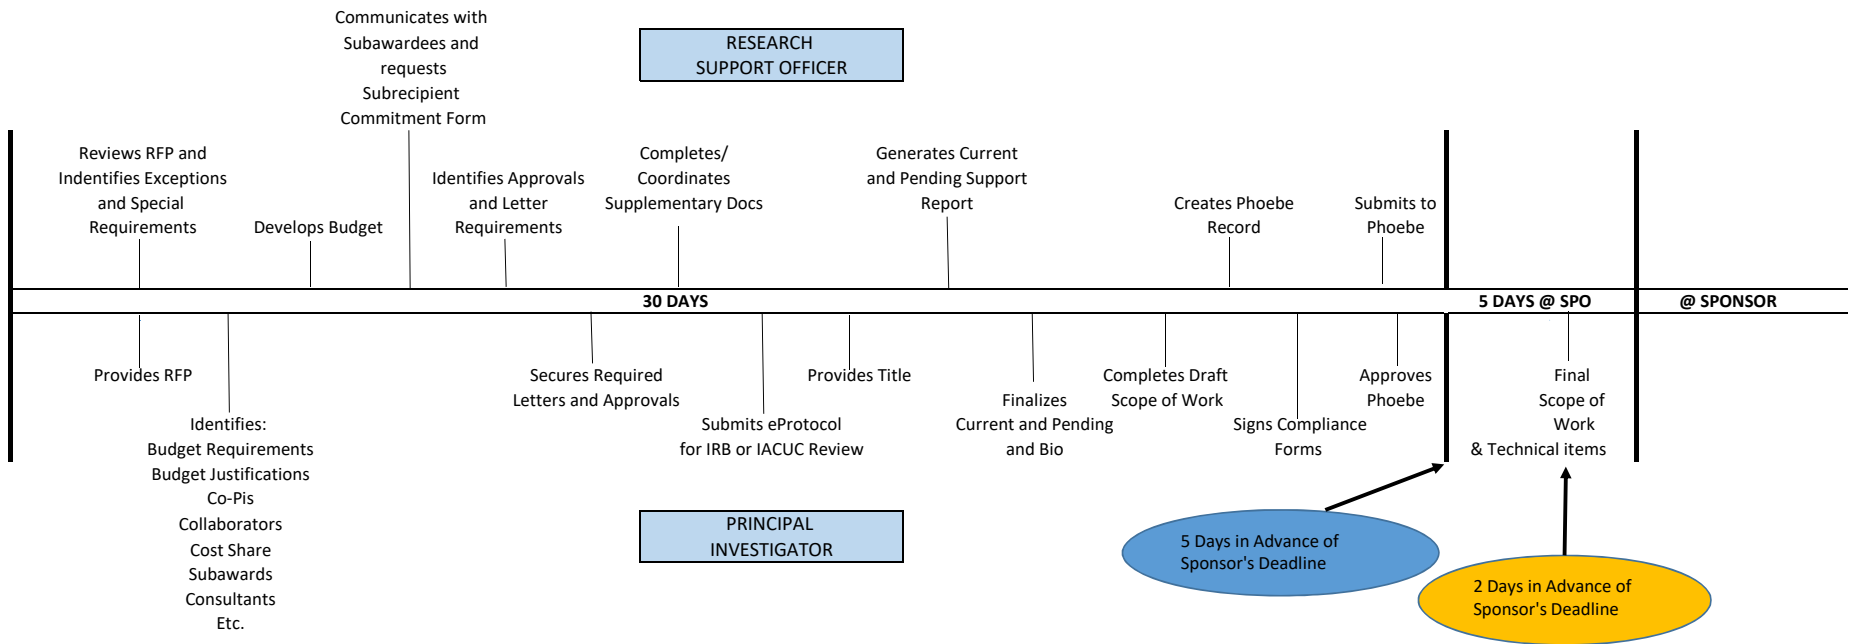 Communicates with
Subawardees and
requests
Subrecipient
Commitment Form
RESEARCH
SUPPORT OFFICER
Reviews RFP and
Indentifies Exceptions
and Special
Requirements
Develops Budget
Identifies Approvals
and Letter
Requirements
Completes/
Coordinates
Supplementary Docs
Generates Current
and Pending Support
Report
Creates Phoebe
Record
Submits to
Phoebe
30 DAYS
5 DAYS @ SPO
@ SPONSOR
Provides RFP
Identifies:
Budget Requirements
Budget Justifications
Co-Pis
Collaborators
Cost Share
Subawards
Consultants
Etc.
Secures Required
Letters and Approvals
Submits eProtocol
for IRB or IACUC Review
Provides Title
Finalizes
Current and Pending
and Bio
Completes Draft
Scope of Work
Signs Compliance
Forms
Approves
Phoebe
Final
Scope of
Work
& Technical items
PRINCIPAL
INVESTIGATOR
5 Days in Advance of
Sponsor's Deadline
2 Days in Advance of
Sponsor's Deadline